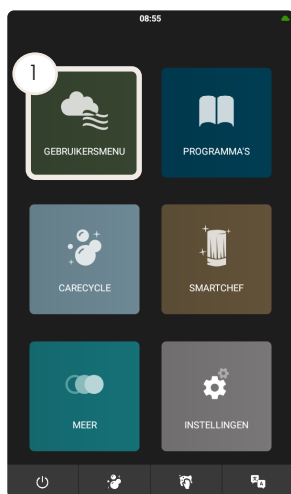 08:55
1
GEBRUIKERSMENU
PROGRAMMA'S
CARECYCLE
SMARTCHEF
MEER
INSTELLINGEN